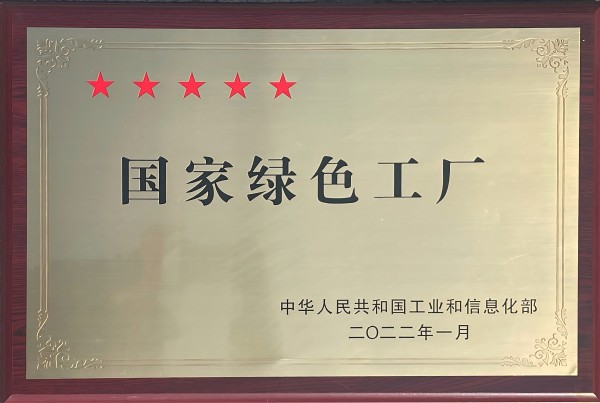 国家绿色工厂
中华人民共和国工业和信息化部
二〇二二年一月